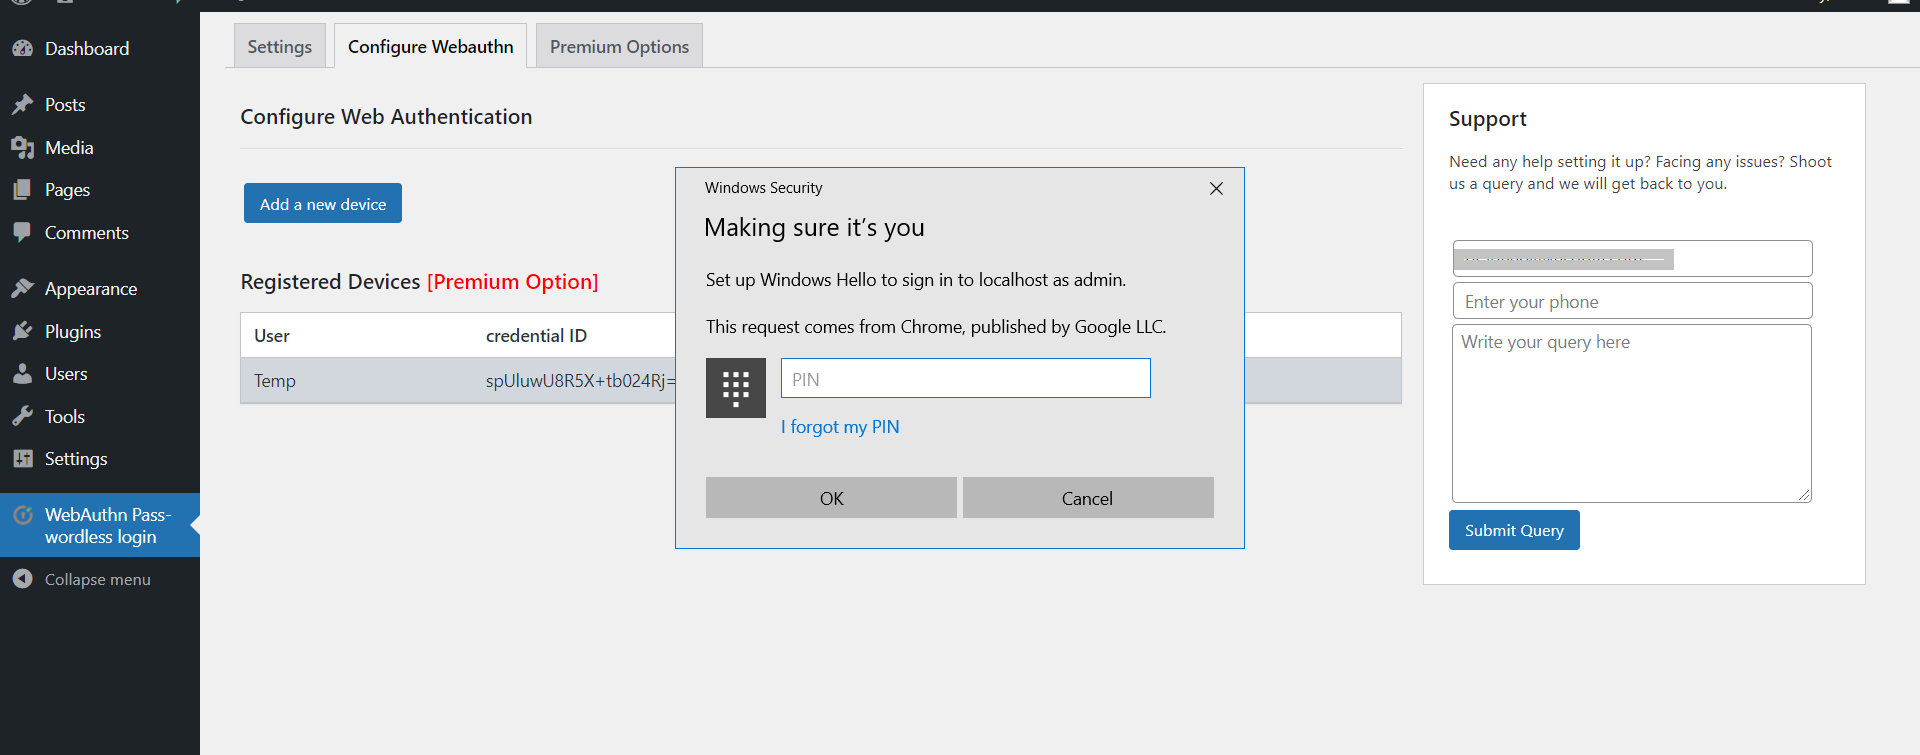 Dashboard
Posts
Media
Pages
Comments
Appearance
Plugins
Users
Tools
Settings
WebAuthn Pass-
wordless login
Collapse menu
Settings
Configure Webauthn
Premium Options
Configure Web Authentication
Add a new device
Registered Devices [Premium Option]
User credential ID
Temp spUluwU8R5X+tb024Rj=
Windows Security
Making sure it's you
Set up Windows Hello to sign in to localhost as admin.
This request comes from Chrome, published by Google LLC.
PIN
I forgot my PIN
OK
Cancel
Support
Need any help setting it up? Facing any issues? Shoot
us a query and we will get back to you.
Enter your phone
Write your query here
Submit Query